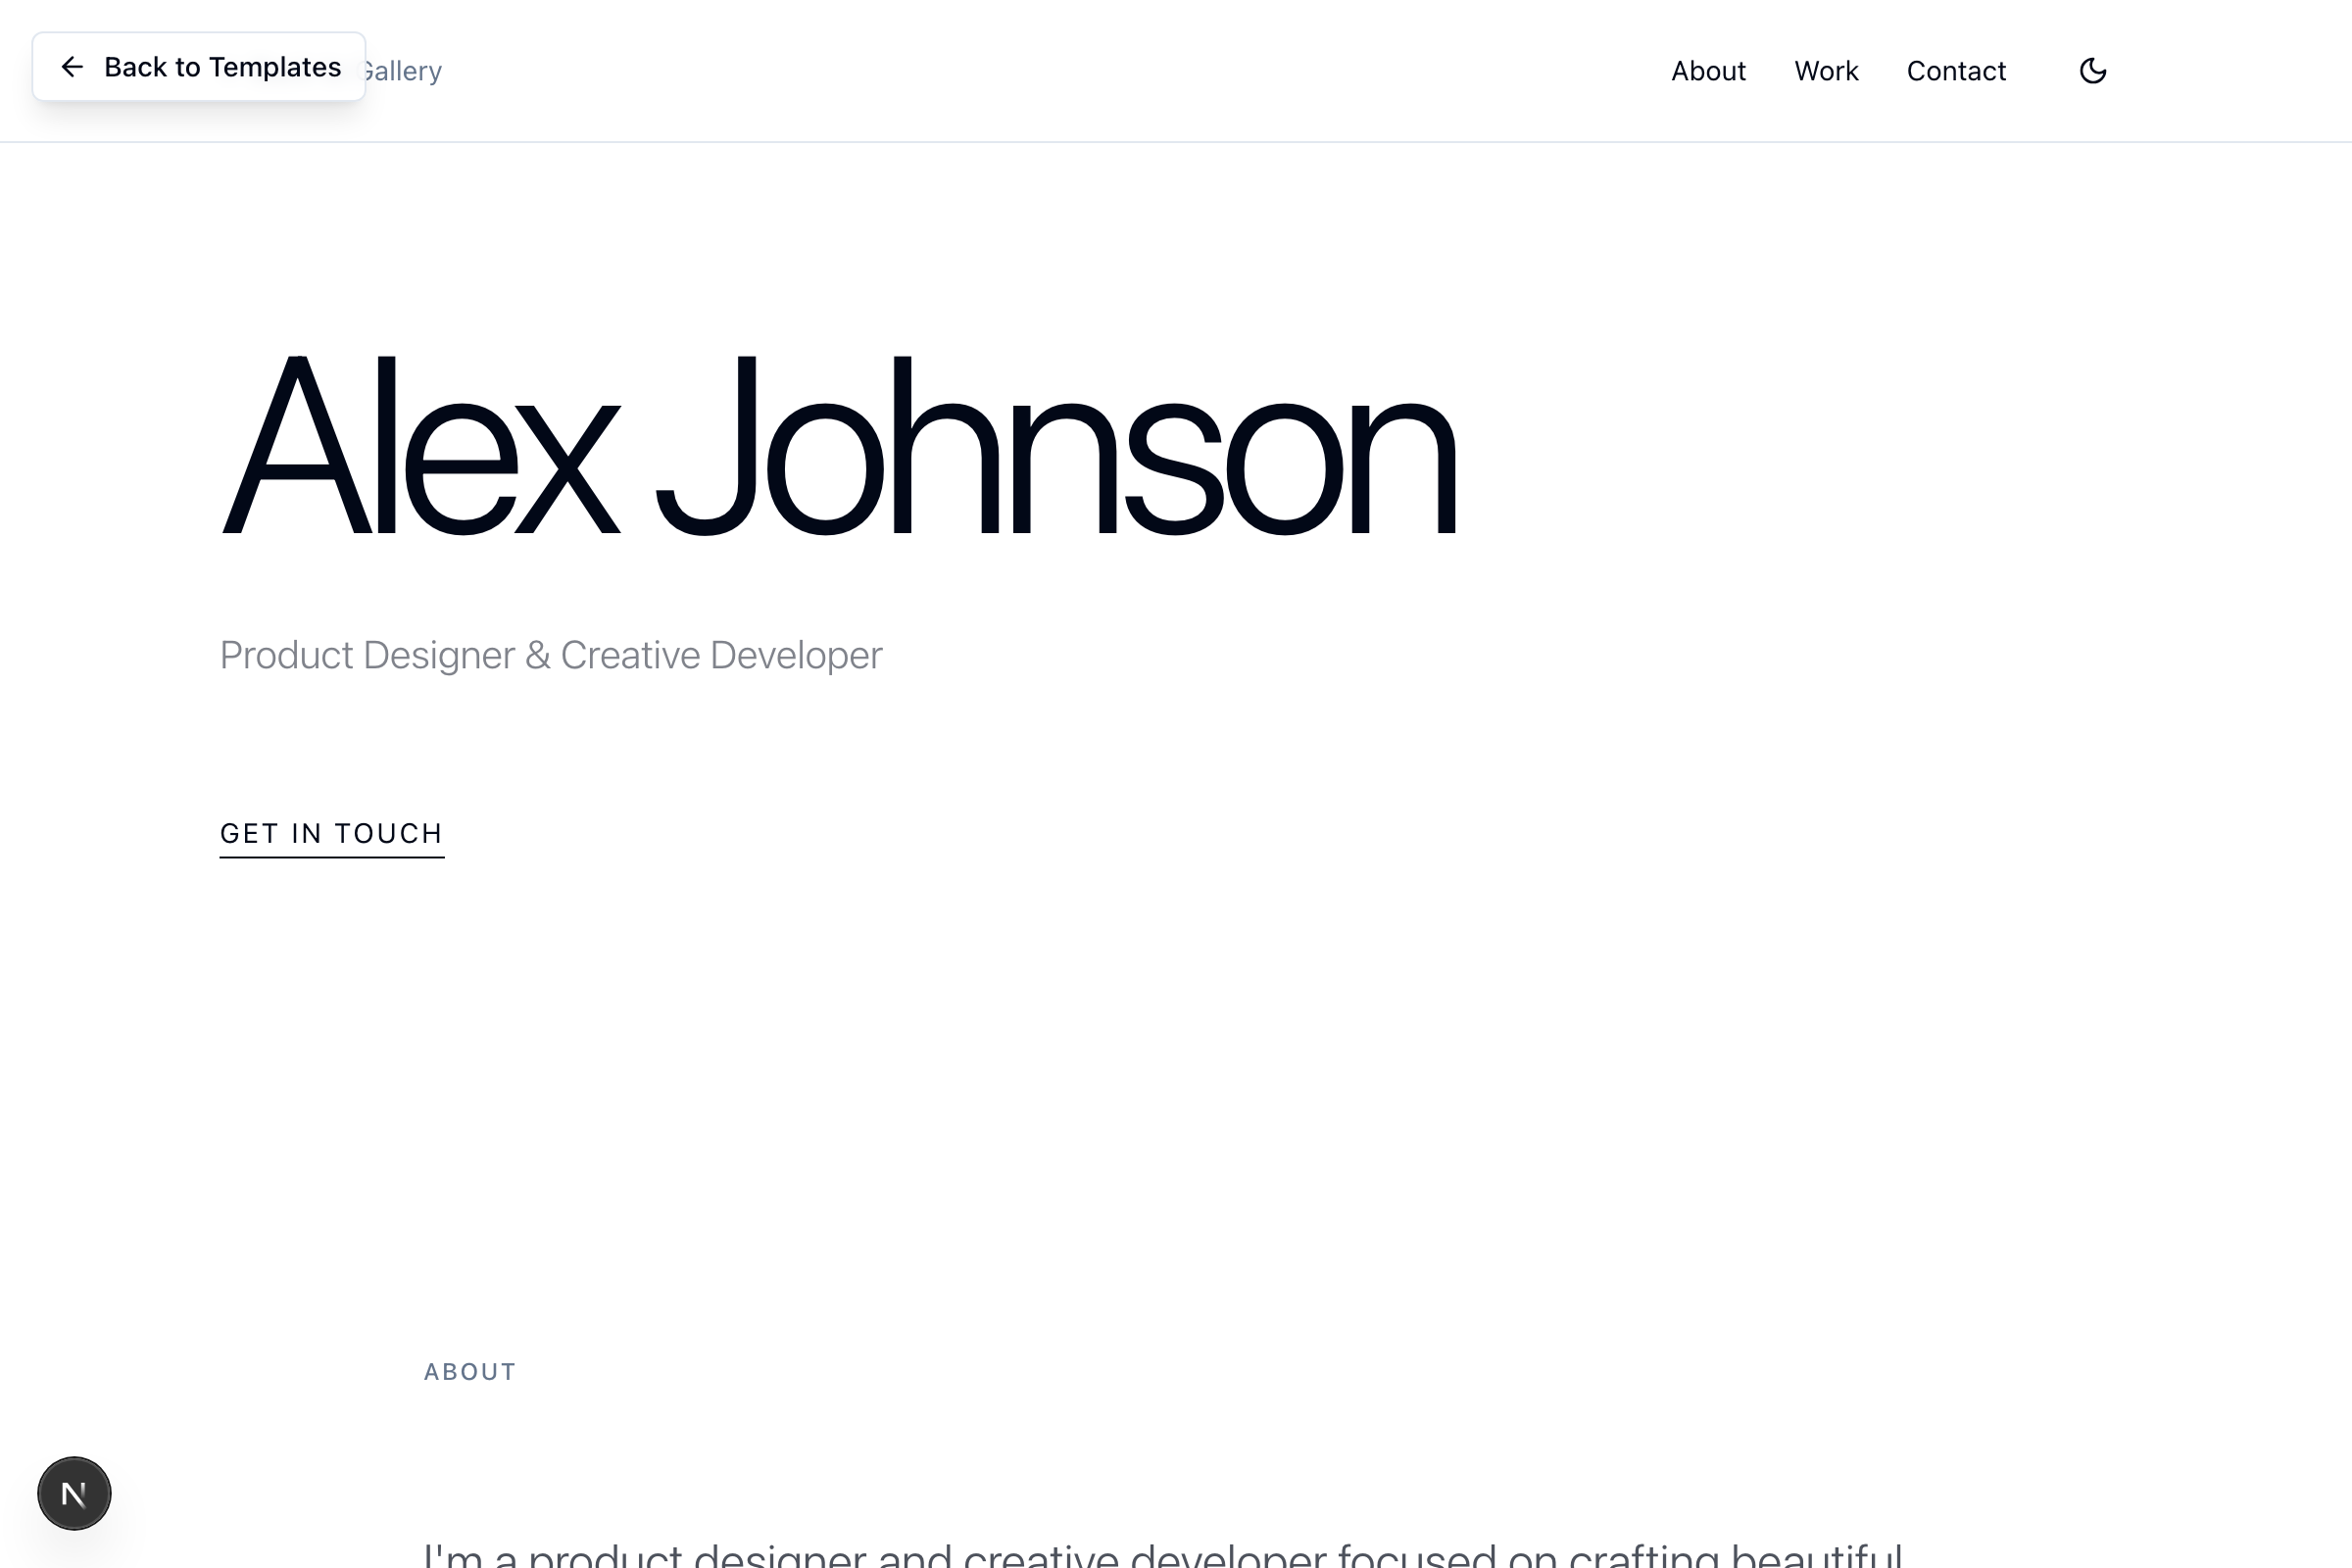 Back to Templates
Gallery
About
Work
Contact
Alex Johnson
Product Designer & Creative Developer
GET IN TOUCH
ABOUT
N
I'm a product designer and creative developer focused on crafting beautiful